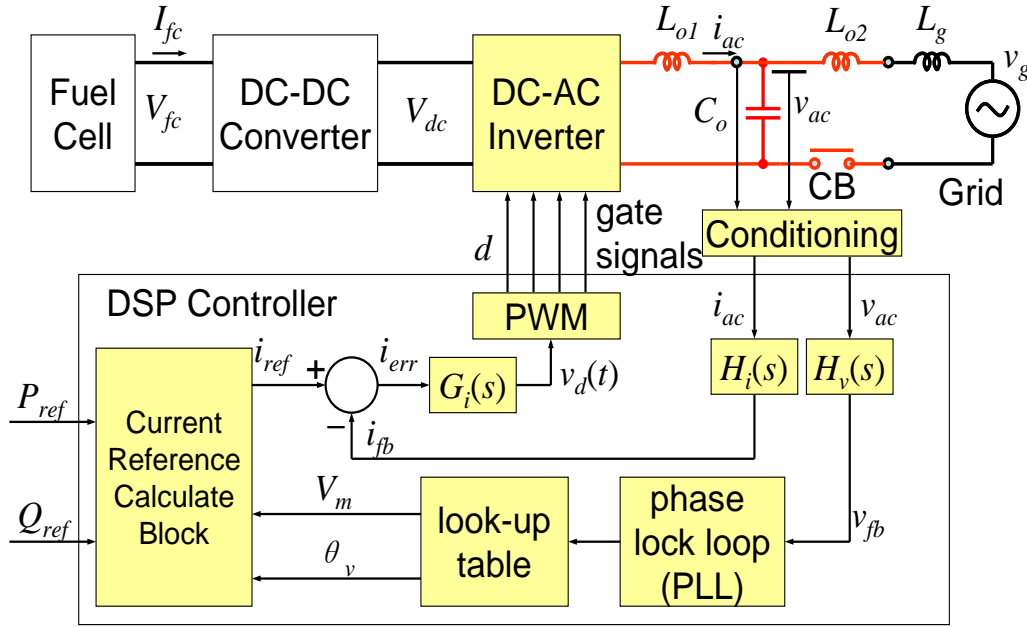 I_fc
L_o1
i_ac
L_o2
L_g
v_g
Fuel
Cell
V_fc
DC-DC
Converter
V_dc
DC-AC
Inverter
C_o
v_ac
CB
Grid
d
gate
signals
Conditioning
DSP Controller
PWM
i_ac
v_ac
i_ref
+
i_err
G_i(s)
v_d(t)
H_i(s)
H_v(s)
P_ref
−
i_fb
Current
Reference
Calculate
Block
Q_ref
V_m
θ_v
look-up
table
phase
lock loop
(PLL)
v_fb